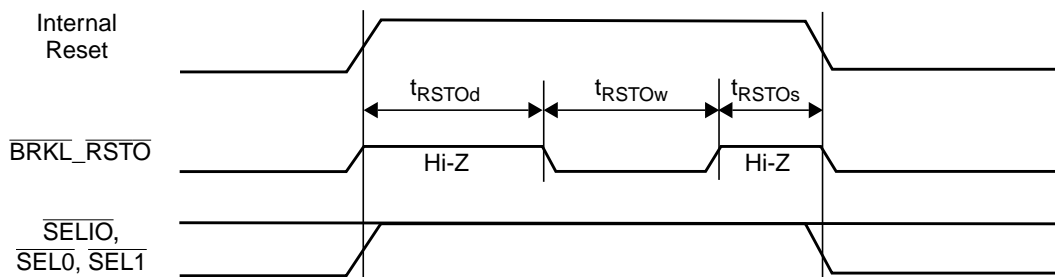 Internal
Reset
tRSTOd
tRSTOw
tRSTOs
BRKL_RSTO
Hi-Z
Hi-Z
SELIO,
SEL0, SEL1